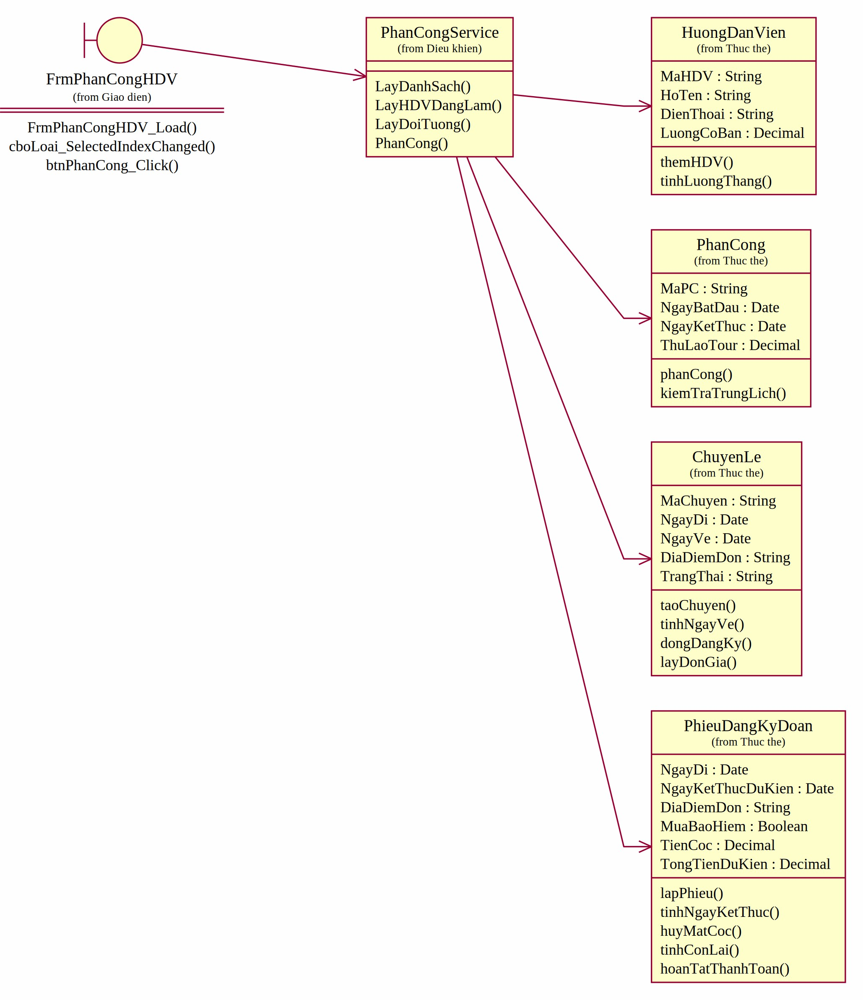 FrmPhanCongHDV
(from Giao dien)
FrmPhanCongHDV_Load()
cboLoai_SelectedIndexChanged()
btnPhanCong_Click()
PhanCongService
(from Dieu khien)
LayDanhSach()
LayHDVDangLam()
LayDoiTuong()
PhanCong()
HuongDanVien
(from Thuc the)
MaHDV : String
HoTen : String
DienThoai : String
LuongCoBan : Decimal
themHDV()
tinhLuongThang()
PhanCong
(from Thuc the)
MaPC : String
NgayBatDau : Date
NgayKetThuc : Date
ThuLaoTour : Decimal
phanCong()
kiemTraTrungLich()
ChuyenLe
(from Thuc the)
MaChuyen : String
NgayDi : Date
NgayVe : Date
DiaDiemDon : String
TrangThai : String
taoChuyen()
tinhNgayVe()
dongDangKy()
layDonGia()
PhieuDangKyDoan
(from Thuc the)
NgayDi : Date
NgayKetThucDuKien : Date
DiaDiemDon : String
MuaBaoHiem : Boolean
TienCoc : Decimal
TongTienDuKien : Decimal
lapPhieu()
tinhNgayKetThuc()
huyMatCoc()
tinhConLai()
hoanTatThanhToan()